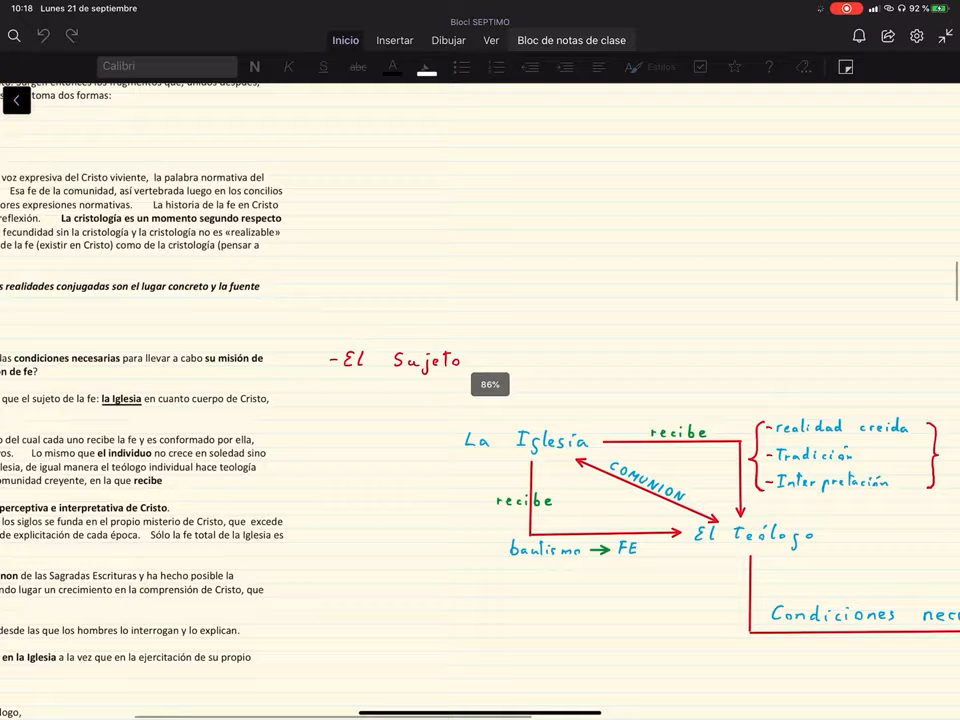 10:18 Lunes 21 de septiembre
92 %
Bloci SEPTIMO
Inicio Insertar Dibujar Ver Bloc de notas de clase
Calibri N K S abc A Estilos
toma dos formas:
voz expresiva del Cristo viviente, la palabra normativa del
Esa fe de la comunidad, así vertebrada luego en los concilios
ores expresiones normativas. La historia de la fe en Cristo
reflexión. La cristología es un momento segundo respecto
fecundidad sin la cristología y la cristología no es «realizable»
de la fe (existir en Cristo) como de la cristología (pensar a
s realidades conjugadas son el lugar concreto y la fuente
las condiciones necesarias para llevar a cabo su misión de
ón de fe?
- El Sujeto
86%
que el sujeto de la fe: la Iglesia en cuanto cuerpo de Cristo,
o del cual cada uno recibe la fe y es conformado por ella,
vos. Lo mismo que el individuo no crece en soledad sino
lesia, de igual manera el teólogo individual hace teología
omunidad creyente, en la que recibe
perceptiva e interpretativa de Cristo.
los siglos se funda en el propio misterio de Cristo, que excede
de explicitación de cada época. Sólo la fe total de la Iglesia es
non de las Sagradas Escrituras y ha hecho posible la
ndo lugar un crecimiento en la comprensión de Cristo, que
desde las que los hombres lo interrogan y lo explican.
en la Iglesia a la vez que en la ejercitación de su propio
logo,
La Iglesia
recibe
- realidad creida
- Tradición
- Interpretación
COMUNION
recibe
El Teólogo
bautismo → FE
Condiciones nec